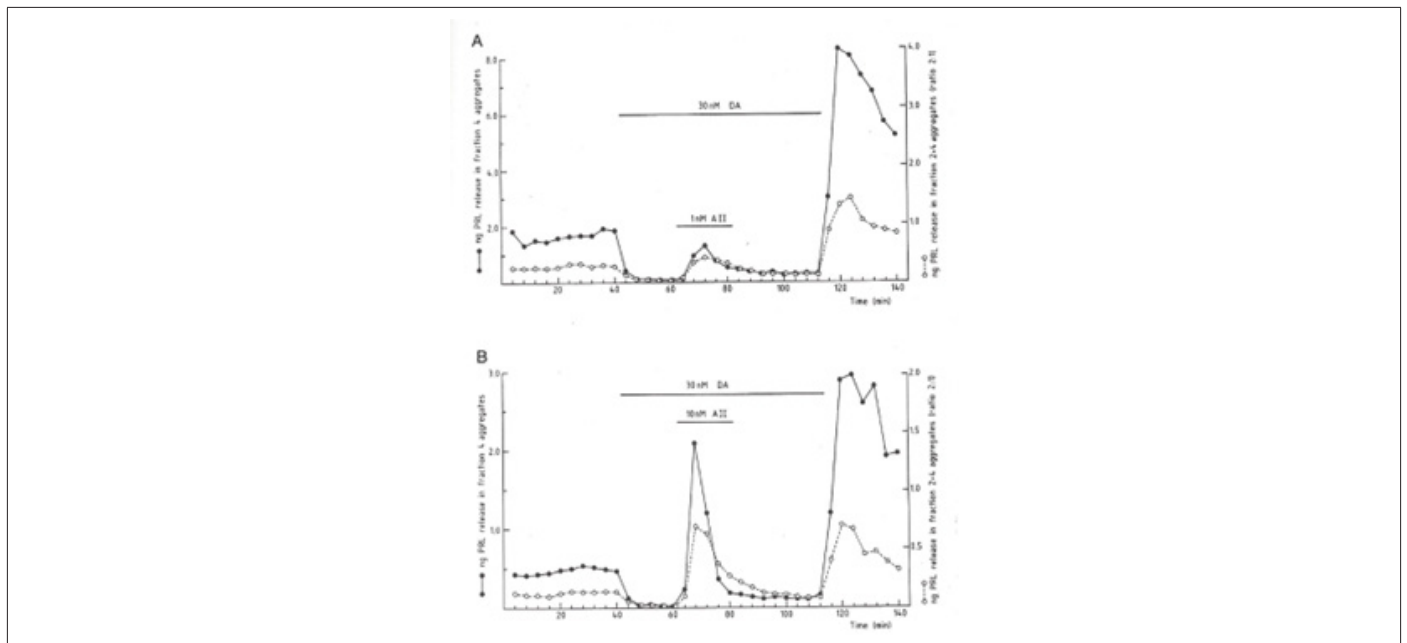 A
8.0
6.0
4.0
2.0
4.0
3.0
2.0
1.0
30 nM DA
1nM AII
20
40
60
80
100
120
140
Time (min)
ng PRL release in fraction 4 aggregates
ng PRL release in fraction 2+4 aggregates (ratio 2:1)
B
3.0
2.0
1.0
2.0
1.5
1.0
0.5
30 nM DA
10nM AII
20
40
60
80
100
120
140
Time (min)
ng PRL release in fraction 4 aggregates
ng PRL release in fraction 2+4 aggregates (ratio 2:1)